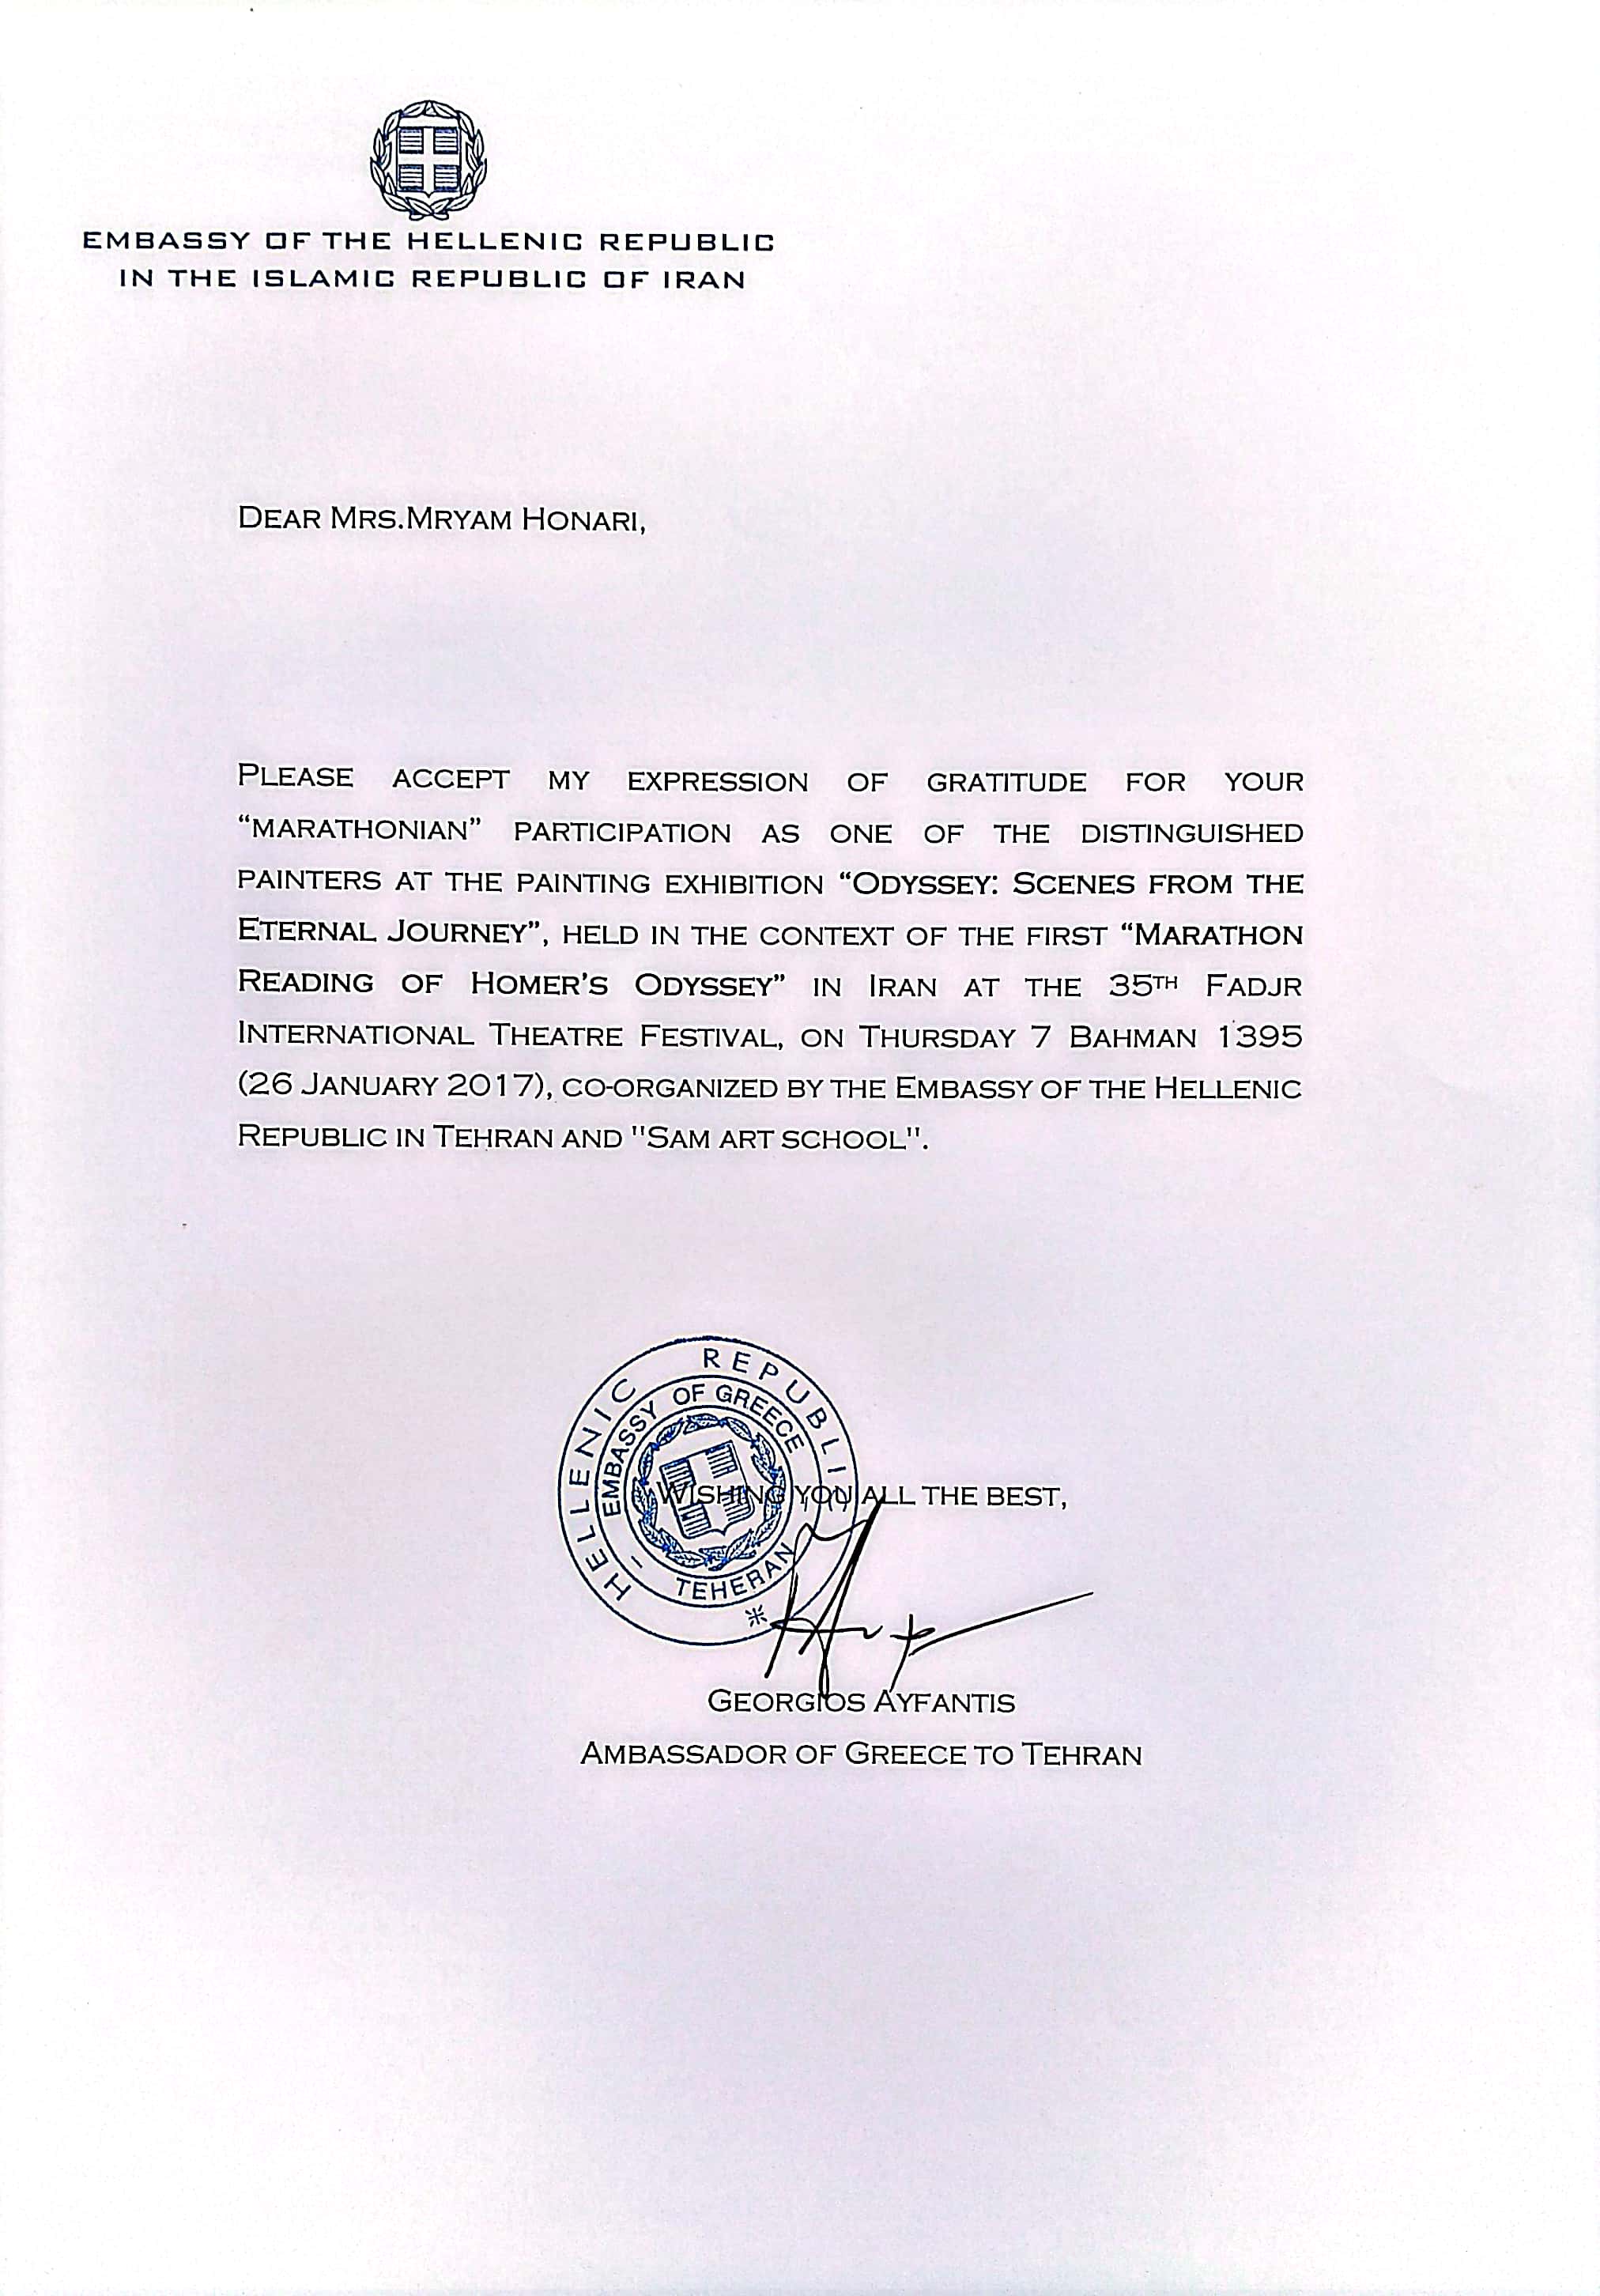 EMBASSY OF THE HELLENIC REPUBLIC
IN THE ISLAMIC REPUBLIC OF IRAN
DEAR MRS.MRYAM HONARI,
PLEASE ACCEPT MY EXPRESSION OF GRATITUDE FOR YOUR
“MARATHONIAN” PARTICIPATION AS ONE OF THE DISTINGUISHED
PAINTERS AT THE PAINTING EXHIBITION “ODYSSEY: SCENES FROM THE
ETERNAL JOURNEY”, HELD IN THE CONTEXT OF THE FIRST “MARATHON
READING OF HOMER’S ODYSSEY” IN IRAN AT THE 35TH FADJR
INTERNATIONAL THEATRE FESTIVAL, ON THURSDAY 7 BAHMAN 1395
(26 JANUARY 2017), CO-ORGANIZED BY THE EMBASSY OF THE HELLENIC
REPUBLIC IN TEHRAN AND "SAM ART SCHOOL".
HELLENIC REPUBLIC
EMBASSY OF GREECE
- TEHERAN
WISHING YOU ALL THE BEST,
GEORGIOS AYFANTIS
AMBASSADOR OF GREECE TO TEHRAN